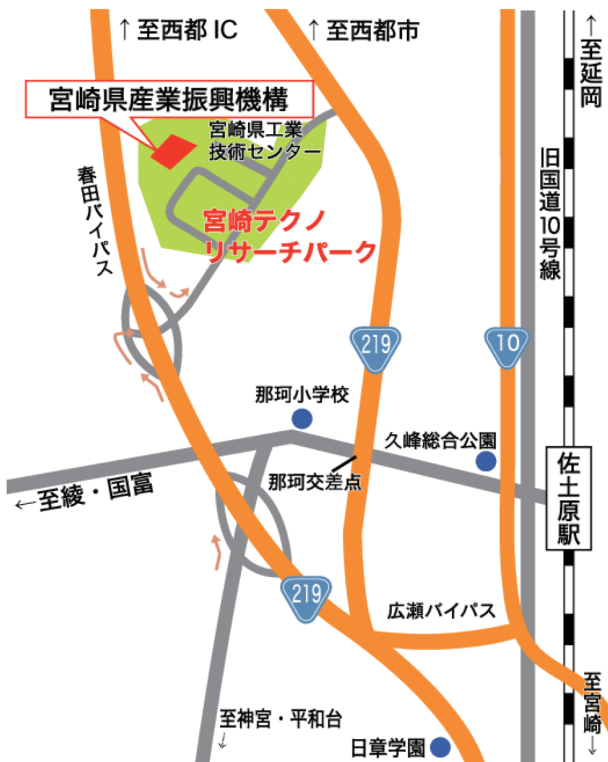 ↑至西都IC
↑至西都市
←至延岡
宮崎県産業振興機構
宮崎県工業
技術センター
春田バイパス
宮崎テクノ
リサーチパーク
旧国道10号線
219
10
那珂小学校
久峰総合公園
佐土原駅
那珂交差点
←至綾・国富
219
広瀬バイパス
至宮崎→
至神宮・平和台
↓
日章学園